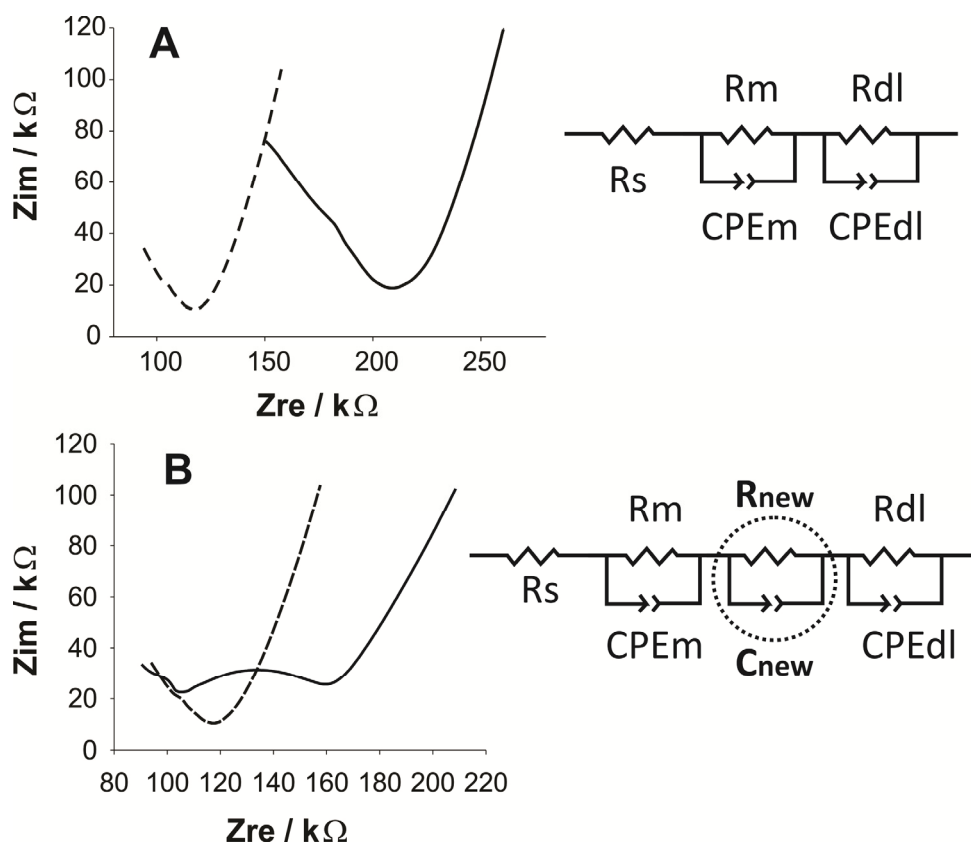 A
120
100
80
60
40
20
0
Zim / kΩ
100 150 200 250
Zre / kΩ
Rm Rdl
Rs
CPEm CPEdl
B
120
100
80
60
40
20
0
Zim / kΩ
80 100 120 140 160 180 200 220
Zre / kΩ
Rnew
Rm Rdl
Rs
CPEm CPEdl
Cnew